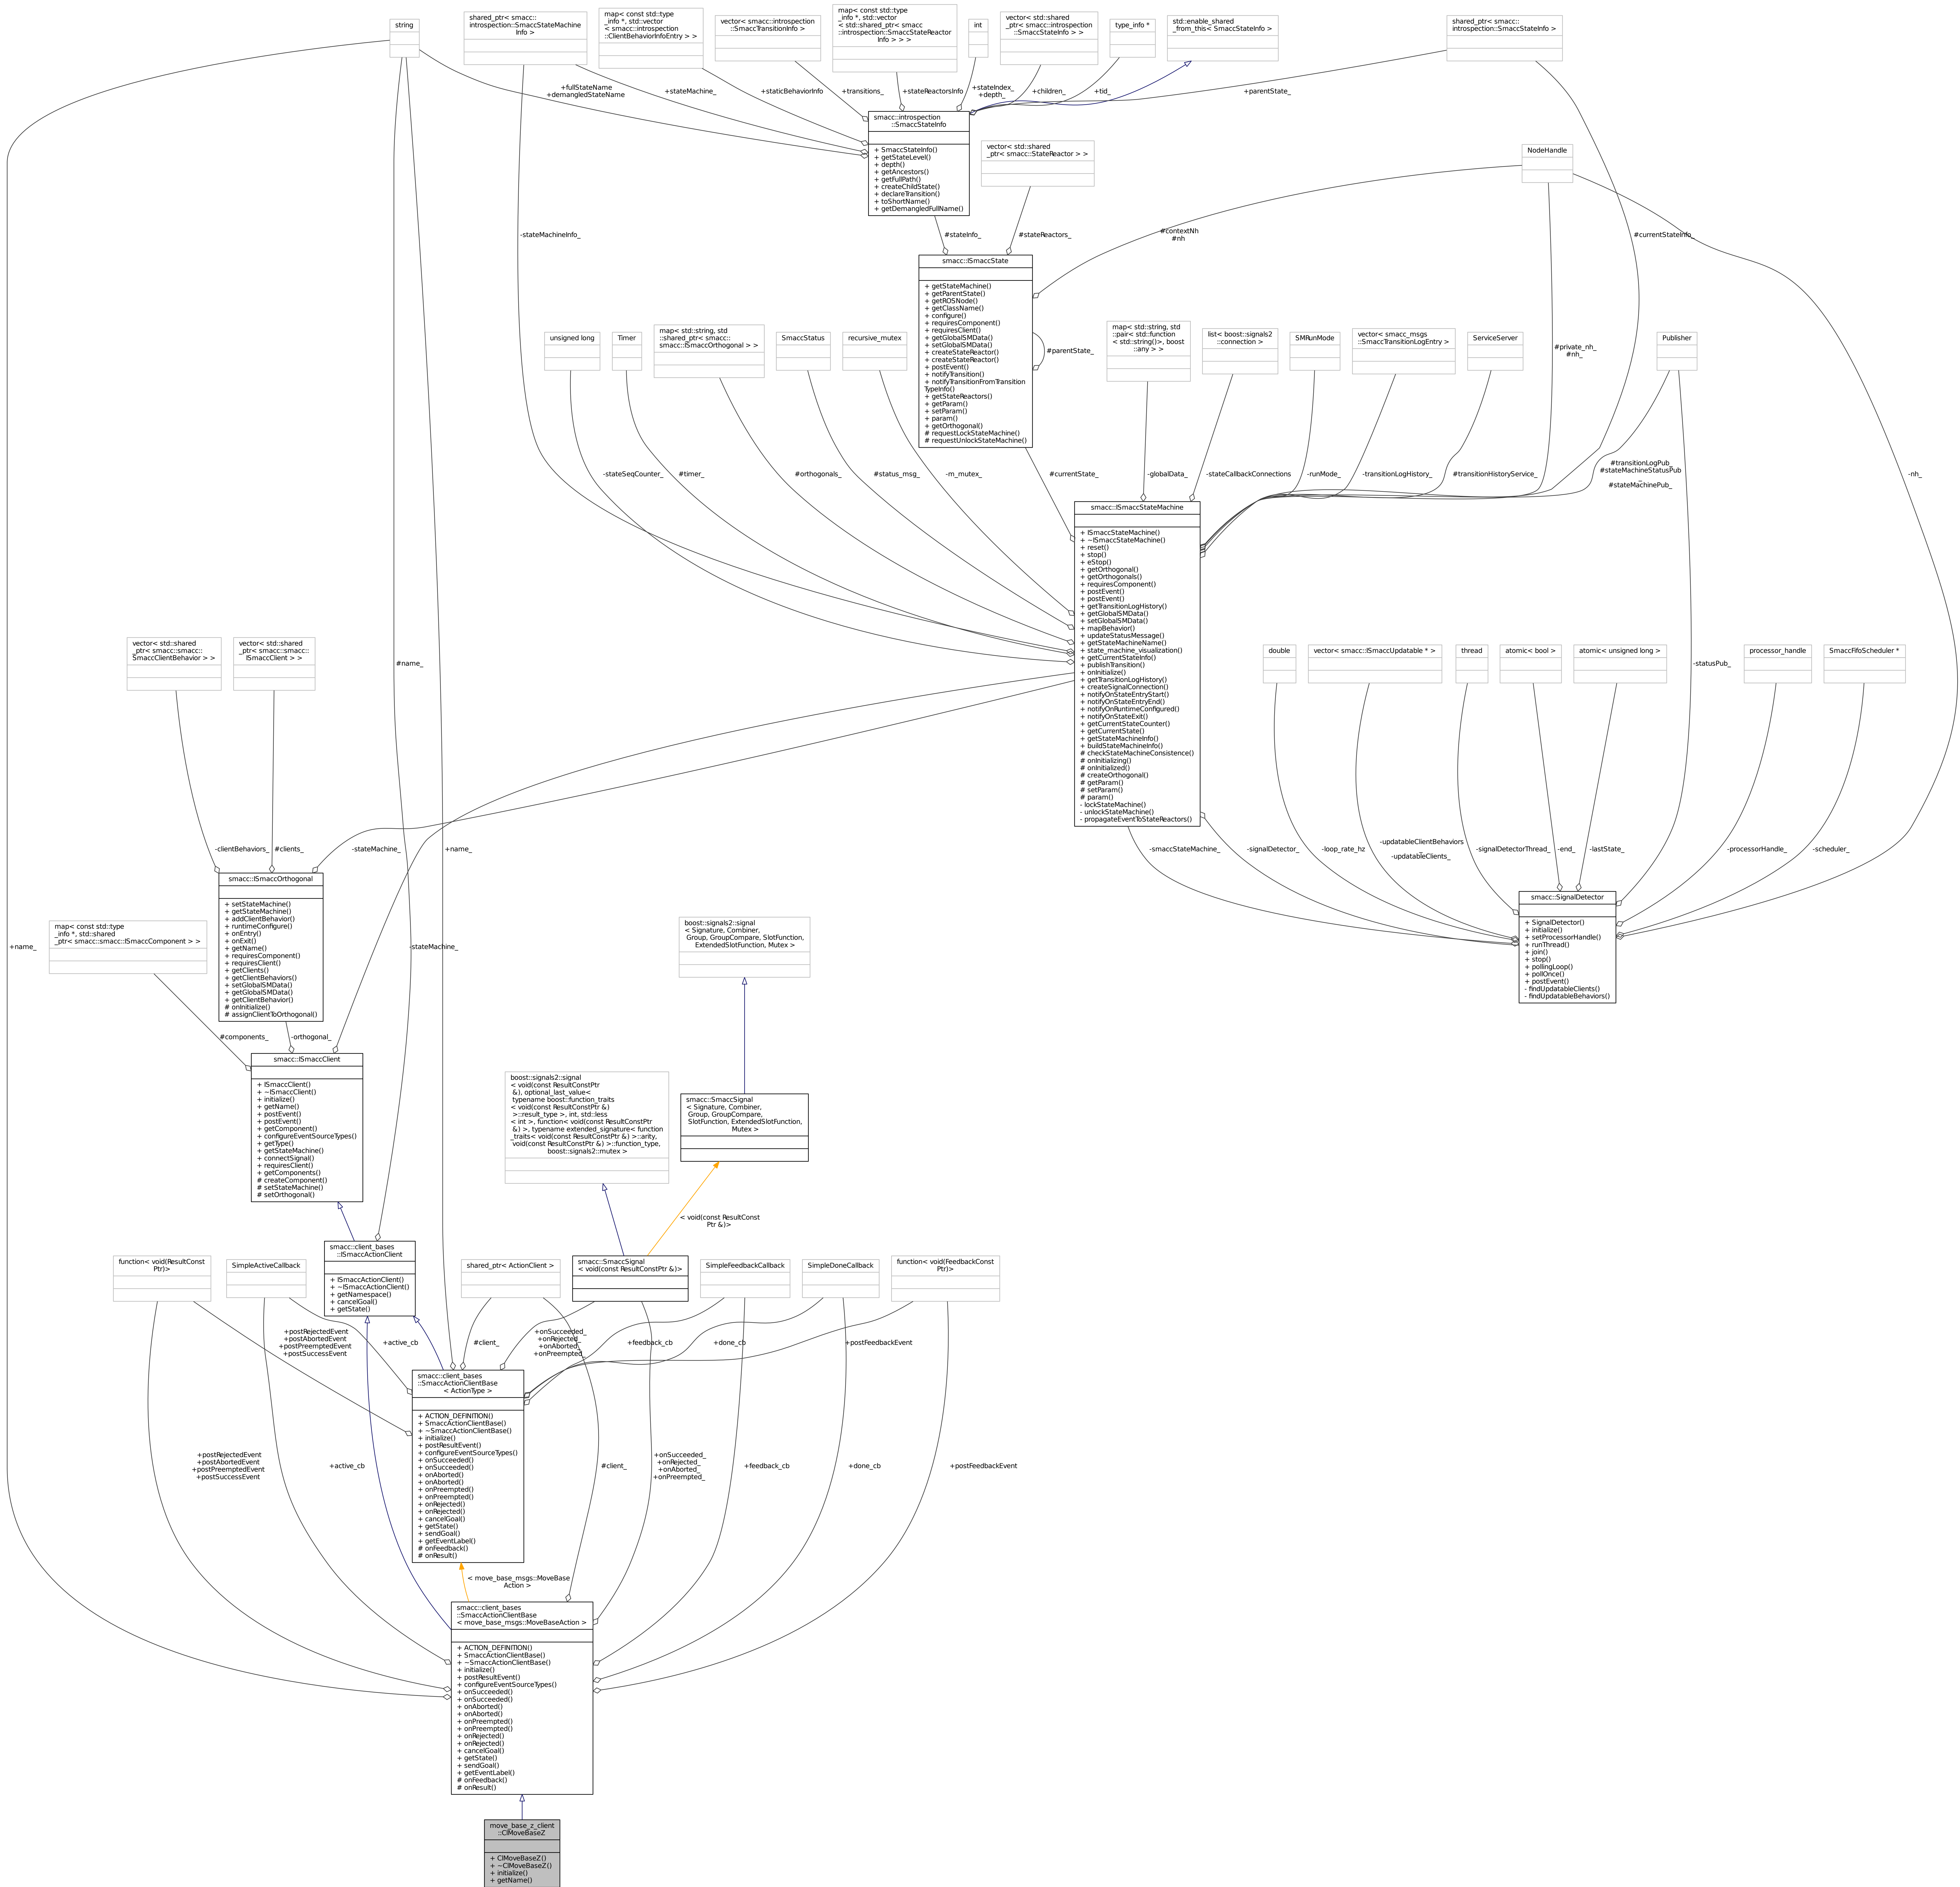 string
shared_ptr< smacc::
introspection::SmaccStateMachine
Info >
map< const std::type
_info *, std::vector
< smacc::introspection
::ClientBehaviorInfoEntry > >
vector< smacc::introspection
::SmaccTransitionInfo >
map< const std::type
_info *, std::vector
< std::shared_ptr< smacc
::introspection::SmaccStateReactor
Info > > >
int
vector< std::shared
_ptr< smacc::introspection
::SmaccStateInfo > >
type_info *
std::enable_shared
_from_this< SmaccStateInfo >
shared_ptr< smacc::
introspection::SmaccStateInfo >
+fullStateName
+demangledStateName
+stateMachine_
+staticBehaviorInfo
+transitions_
+stateReactorsInfo
+stateIndex_
+depth_
+children_
+tid_
+parentState_
smacc::introspection
::SmaccStateInfo
+ SmaccStateInfo()
+ getStateLevel()
+ depth()
+ getAncestors()
+ getFullPath()
+ createChildState()
+ declareTransition()
+ toShortName()
+ getDemangledFullName()
vector< std::shared
_ptr< smacc::StateReactor > >
NodeHandle
-stateMachineInfo_
#stateInfo_
#stateReactors_
#contextNh
#nh
#currentStateInfo_
smacc::ISmaccState
+ getStateMachine()
+ getParentState()
+ getROSNode()
+ getClassName()
+ configure()
+ requiresComponent()
+ requiresClient()
+ getGlobalSMData()
+ setGlobalSMData()
+ createStateReactor()
+ createStateReactor()
+ postEvent()
+ notifyTransition()
+ notifyTransitionFromTransition
TypeInfo()
+ getStateReactors()
+ getParam()
+ setParam()
+ param()
+ getOrthogonal()
# requestLockStateMachine()
# requestUnlockStateMachine()
#parentState_
unsigned long
Timer
map< std::string, std
::shared_ptr< smacc::
smacc::ISmaccOrthogonal > >
SmaccStatus
recursive_mutex
map< std::string, std
::pair< std::function
< std::string()>, boost
::any > >
list< boost::signals2
::connection >
SMRunMode
vector< smacc_msgs
::SmaccTransitionLogEntry >
ServiceServer
#private_nh_
#nh_
Publisher
-stateSeqCounter_
#timer_
#orthogonals_
#status_msg_
-m_mutex_
#currentState_
-globalData_
-stateCallbackConnections
-runMode_
-transitionLogHistory_
#transitionHistoryService_
#transitionLogPub_
#stateMachineStatusPub
_
#stateMachinePub_
-nh_
smacc::ISmaccStateMachine
+ ISmaccStateMachine()
+ ~ISmaccStateMachine()
+ reset()
+ stop()
+ eStop()
+ getOrthogonal()
+ getOrthogonals()
+ requiresComponent()
+ postEvent()
+ postEvent()
+ getTransitionLogHistory()
+ getGlobalSMData()
+ setGlobalSMData()
+ mapBehavior()
+ updateStatusMessage()
+ getStateMachineName()
+ state_machine_visualization()
+ getCurrentStateInfo()
+ publishTransition()
+ onInitialize()
+ getTransitionLogHistory()
+ createSignalConnection()
+ notifyOnStateEntryStart()
+ notifyOnStateEntryEnd()
+ notifyOnRuntimeConfigured()
+ notifyOnStateExit()
+ getCurrentStateCounter()
+ getCurrentState()
+ getStateMachineInfo()
+ buildStateMachineInfo()
# checkStateMachineConsistence()
# onInitializing()
# onInitialized()
# createOrthogonal()
# getParam()
# setParam()
# param()
- lockStateMachine()
- unlockStateMachine()
- propagateEventToStateReactors()
vector< std::shared
_ptr< smacc::smacc::
SmaccClientBehavior > >
vector< std::shared
_ptr< smacc::smacc::
ISmaccClient > >
#name_
double
vector< smacc::ISmaccUpdatable * >
thread
atomic< bool >
atomic< unsigned long >
-statusPub_
processor_handle
SmaccFifoScheduler *
-clientBehaviors_
#clients_
-stateMachine_
+name_
-smaccStateMachine_
-signalDetector_
-loop_rate_hz
-updatableClientBehaviors
_
-updatableClients_
-signalDetectorThread_
-end_
-lastState_
-processorHandle_
-scheduler_
smacc::ISmaccOrthogonal
+ setStateMachine()
+ getStateMachine()
+ addClientBehavior()
+ runtimeConfigure()
+ onEntry()
+ onExit()
+ getName()
+ requiresComponent()
+ requiresClient()
+ getClients()
+ getClientBehaviors()
+ setGlobalSMData()
+ getGlobalSMData()
+ getClientBehavior()
# onInitialize()
# assignClientToOrthogonal()
smacc::SignalDetector
+ SignalDetector()
+ initialize()
+ setProcessorHandle()
+ runThread()
+ join()
+ stop()
+ pollingLoop()
+ pollOnce()
+ postEvent()
- findUpdatableClients()
- findUpdatableBehaviors()
map< const std::type
_info *, std::shared
_ptr< smacc::smacc::ISmaccComponent > >
+name_
-stateMachine_
boost::signals2::signal
< Signature, Combiner,
Group, GroupCompare, SlotFunction,
ExtendedSlotFunction, Mutex >
#components_
-orthogonal_
smacc::ISmaccClient
+ ISmaccClient()
+ ~ISmaccClient()
+ initialize()
+ getName()
+ postEvent()
+ postEvent()
+ getComponent()
+ configureEventSourceTypes()
+ getType()
+ getStateMachine()
+ connectSignal()
+ requiresClient()
+ getComponents()
# createComponent()
# setStateMachine()
# setOrthogonal()
boost::signals2::signal
< void(const ResultConstPtr
&), optional_last_value<
typename boost::function_traits
< void(const ResultConstPtr &)
>::result_type >, int, std::less
< int >, function< void(const ResultConstPtr
&) >, typename extended_signature< function
_traits< void(const ResultConstPtr &) >::arity,
void(const ResultConstPtr &) >::function_type,
boost::signals2::mutex >
smacc::SmaccSignal
< Signature, Combiner,
Group, GroupCompare,
SlotFunction, ExtendedSlotFunction,
Mutex >
< void(const ResultConst
Ptr &)>
function< void(ResultConst
Ptr)>
SimpleActiveCallback
smacc::client_bases
::ISmaccActionClient
+ ISmaccActionClient()
+ ~ISmaccActionClient()
+ getNamespace()
+ cancelGoal()
+ getState()
shared_ptr< ActionClient >
smacc::SmaccSignal
< void(const ResultConstPtr &)>
SimpleFeedbackCallback
SimpleDoneCallback
function< void(FeedbackConst
Ptr)>
+postRejectedEvent
+postAbortedEvent
+postPreemptedEvent
+postSuccessEvent
+active_cb
#client_
+onSucceeded_
+onRejected_
+onAborted_
+onPreempted_
+feedback_cb
+done_cb
+postFeedbackEvent
smacc::client_bases
::SmaccActionClientBase
< ActionType >
+ ACTION_DEFINITION()
+ SmaccActionClientBase()
+ ~SmaccActionClientBase()
+ initialize()
+ postResultEvent()
+ configureEventSourceTypes()
+ onSucceeded()
+ onSucceeded()
+ onAborted()
+ onAborted()
+ onPreempted()
+ onPreempted()
+ onRejected()
+ onRejected()
+ cancelGoal()
+ getState()
+ sendGoal()
+ getEventLabel()
# onFeedback()
# onResult()
+postRejectedEvent
+postAbortedEvent
+postPreemptedEvent
+postSuccessEvent
+active_cb
#client_
+onSucceeded_
+onRejected_
+onAborted_
+onPreempted_
+feedback_cb
+done_cb
+postFeedbackEvent
< move_base_msgs::MoveBase
Action >
smacc::client_bases
::SmaccActionClientBase
< move_base_msgs::MoveBaseAction >
+ ACTION_DEFINITION()
+ SmaccActionClientBase()
+ ~SmaccActionClientBase()
+ initialize()
+ postResultEvent()
+ configureEventSourceTypes()
+ onSucceeded()
+ onSucceeded()
+ onAborted()
+ onAborted()
+ onPreempted()
+ onPreempted()
+ onRejected()
+ onRejected()
+ cancelGoal()
+ getState()
+ sendGoal()
+ getEventLabel()
# onFeedback()
# onResult()
move_base_z_client
::ClMoveBaseZ
+ ClMoveBaseZ()
+ ~ClMoveBaseZ()
+ initialize()
+ getName()